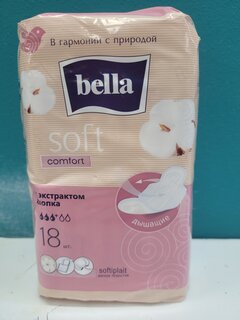 В гармонии с природой
bella
soft
comfort
экстрактом
хлопка
дышащие
18 шт.
softiplait